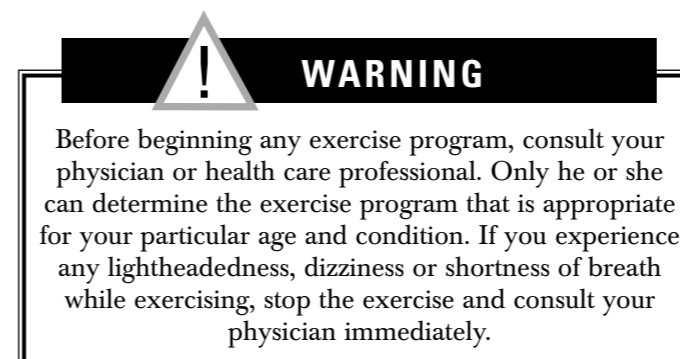 ! WARNING
Before beginning any exercise program, consult your
physician or health care professional. Only he or she
can determine the exercise program that is appropriate
for your particular age and condition. If you experience
any lightheadedness, dizziness or shortness of breath
while exercising, stop the exercise and consult your
physician immediately.